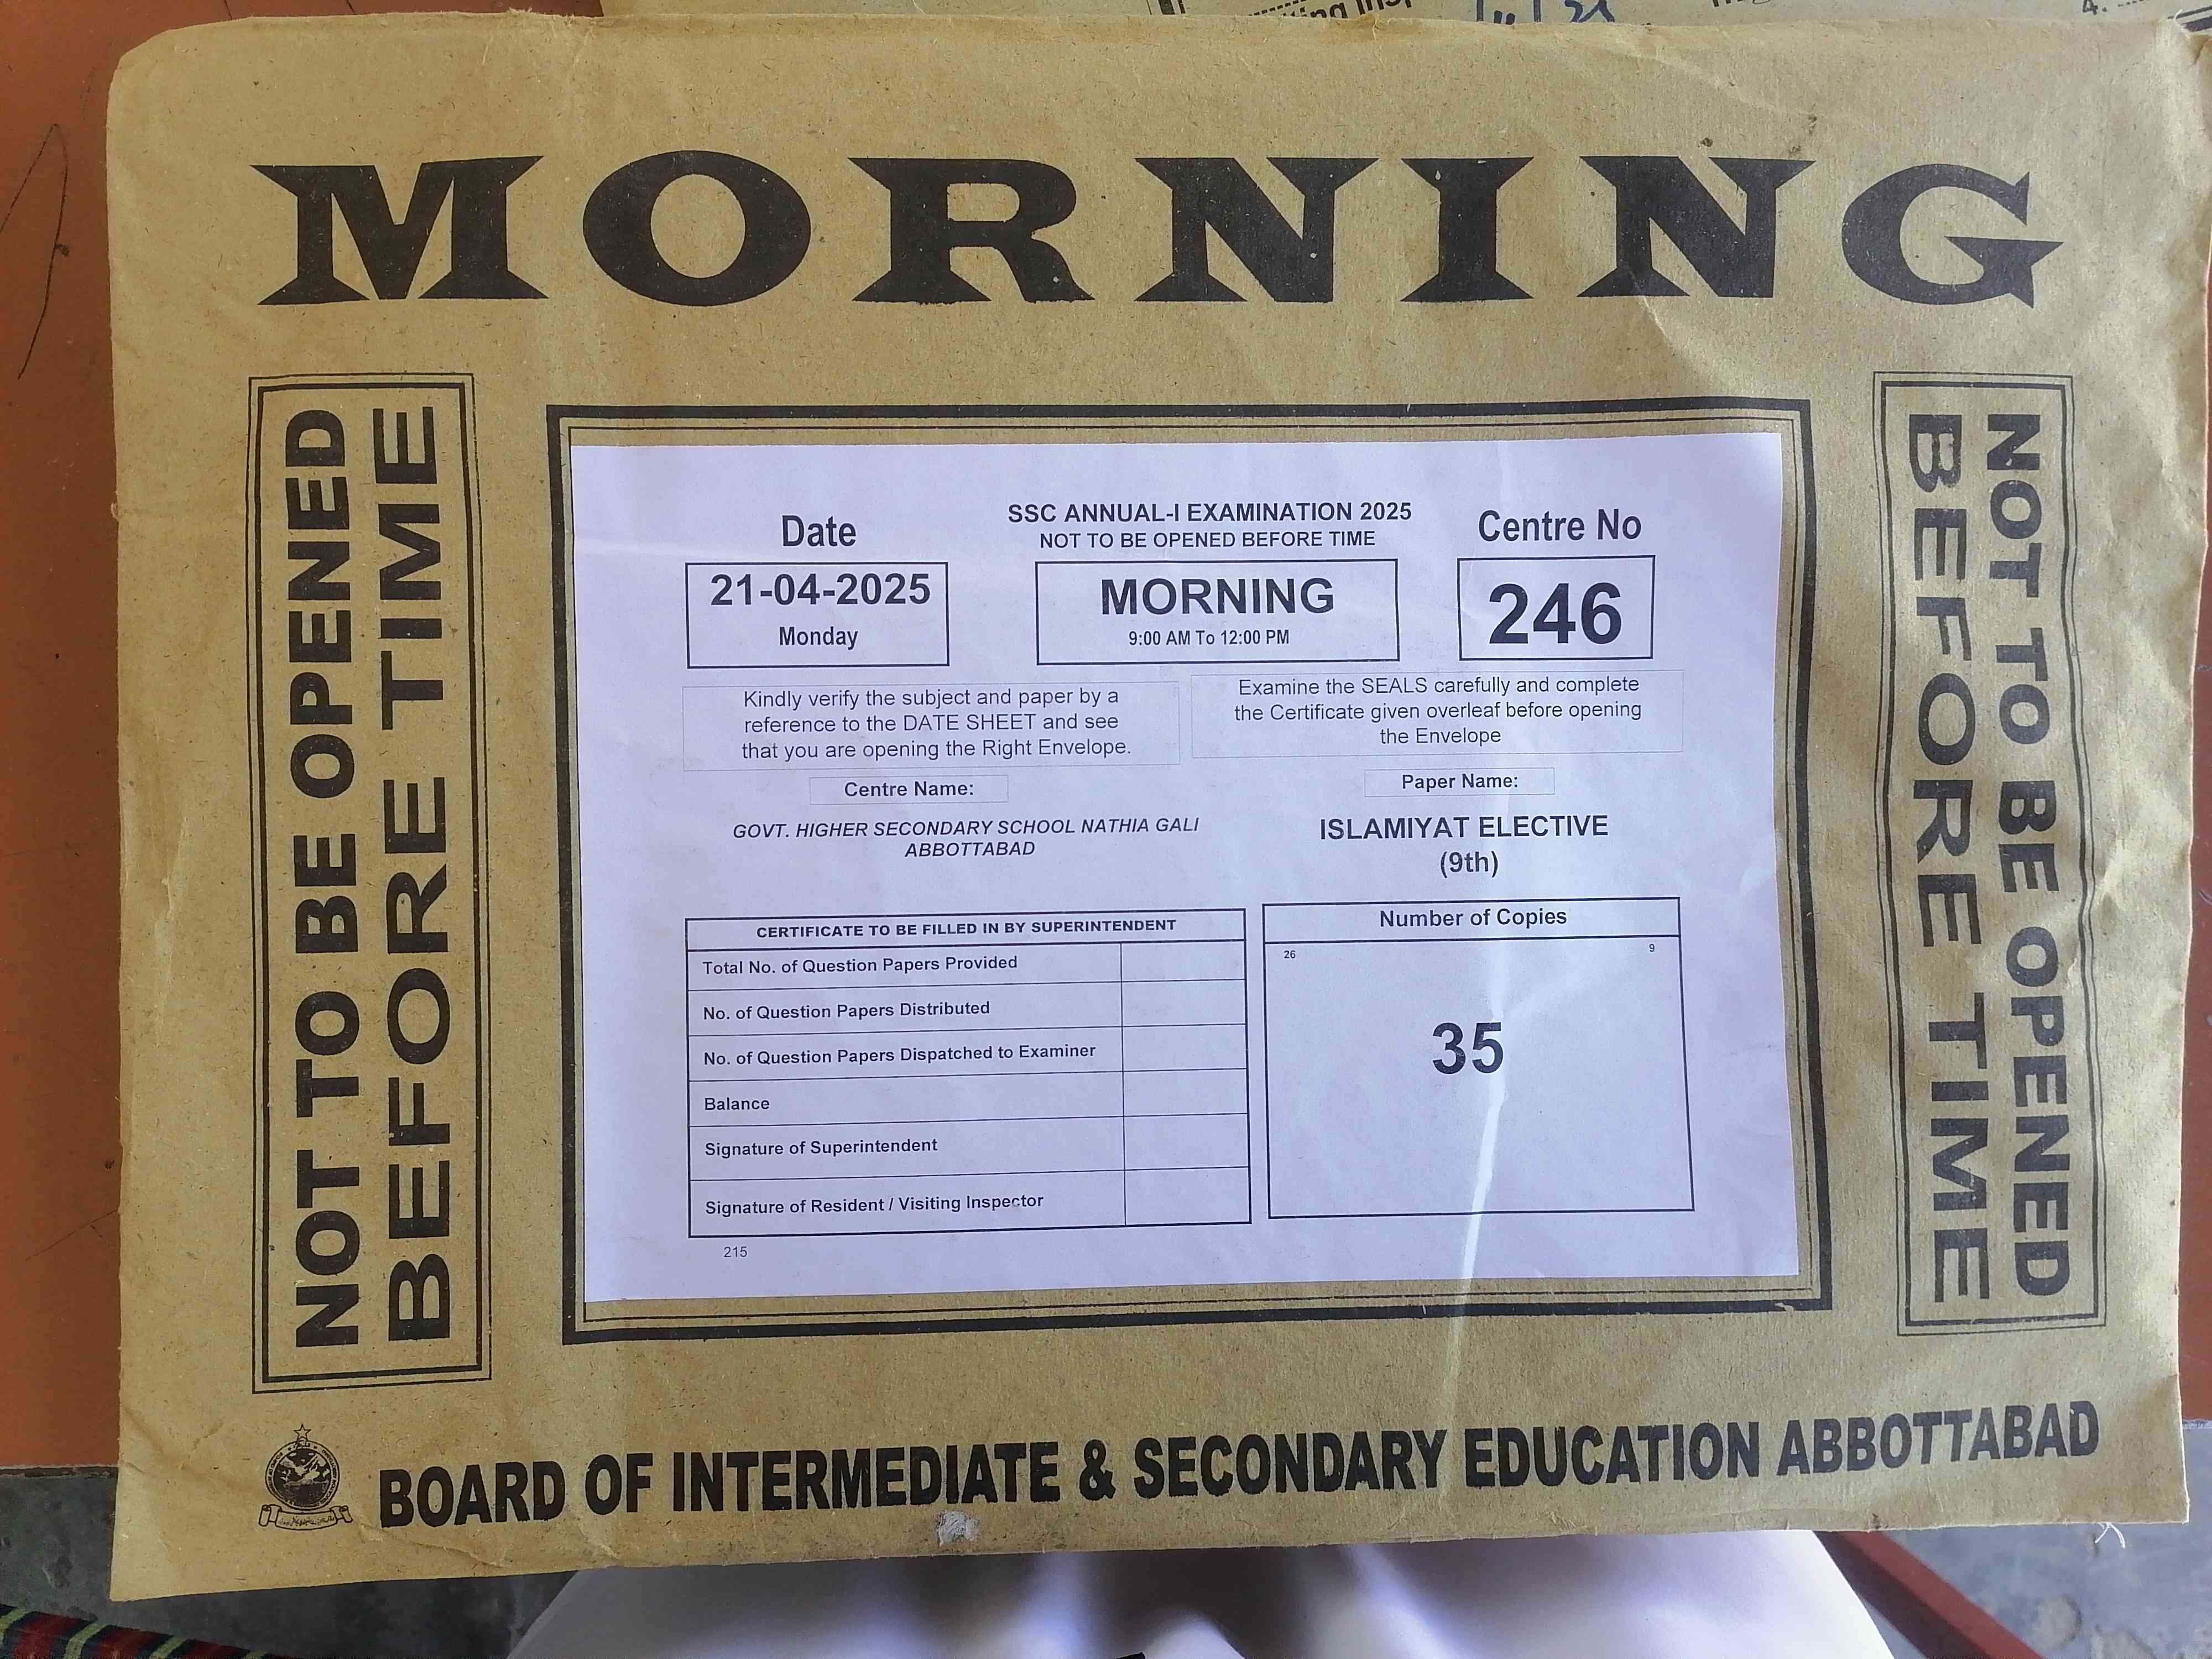 4.
MORNING
NOT TO BE OPENED
BEFORE TIME
SSC ANNUAL-I EXAMINATION 2025
NOT TO BE OPENED BEFORE TIME
Date
21-04-2025
Monday
MORNING
9:00 AM To 12:00 PM
Centre No
246
Kindly verify the subject and paper by a
reference to the DATE SHEET and see
that you are opening the Right Envelope.
Examine the SEALS carefully and complete
the Certificate given overleaf before opening
the Envelope
Centre Name:
GOVT. HIGHER SECONDARY SCHOOL NATHIA GALI
ABBOTTABAD
Paper Name:
ISLAMIYAT ELECTIVE
(9th)
CERTIFICATE TO BE FILLED IN BY SUPERINTENDENT
Total No. of Question Papers Provided
No. of Question Papers Distributed
No. of Question Papers Dispatched to Examiner
Balance
Signature of Superintendent
Signature of Resident / Visiting Inspector
215
Number of Copies
26 9
35
NOT TO BE OPENED
BEFORE TIME
BOARD OF INTERMEDIATE & SECONDARY EDUCATION ABBOTTABAD